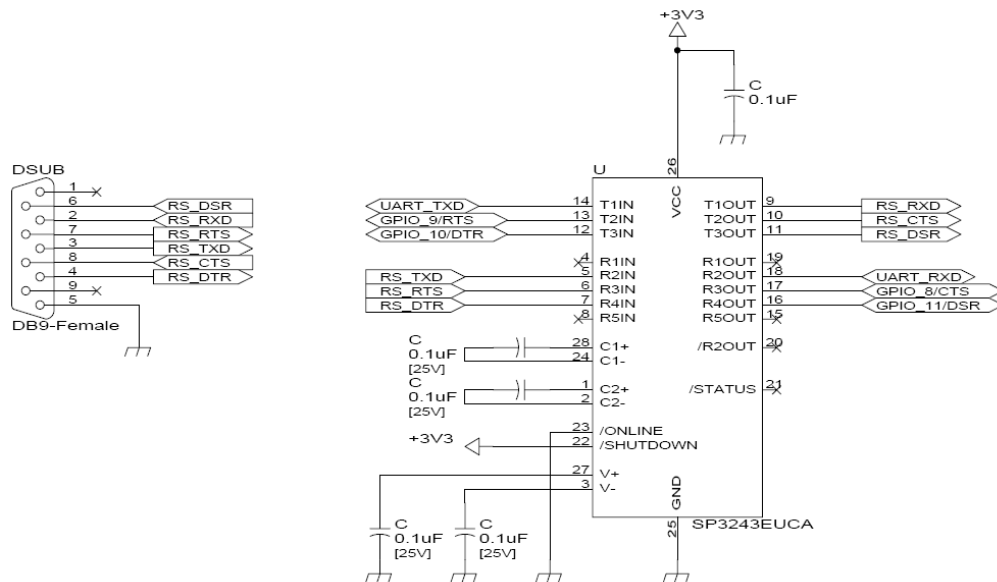 +3V3
C
0.1uF
DSUB
1
6 RS_DSR
2 RS_RXD
7 RS_RTS
3 RS_TXD
8 RS_CTS
4 RS_DTR
9
5
DB9-Female
U
26
VCC
UART_TXD 14 T1IN T1OUT 9 RS_RXD
GPIO_9/RTS 13 T2IN T2OUT 10 RS_CTS
GPIO_10/DTR 12 T3IN T3OUT 11 RS_DSR
4 R1IN R1OUT 19
RS_TXD 5 R2IN R2OUT 18 UART_RXD
RS_RTS 6 R3IN R3OUT 17 GPIO_8/CTS
RS_DTR 7 R4IN R4OUT 16 GPIO_11/DSR
8 R5IN R5OUT 15
C
0.1uF
[25V]
28 C1+ /R2OUT 20
24 C1-
C
0.1uF
[25V]
1 C2+ /STATUS 21
2 C2-
23 /ONLINE
+3V3 22 /SHUTDOWN
27 V+
3 V-
GND
25
SP3243EUCA
C
0.1uF
[25V]
C
0.1uF
[25V]